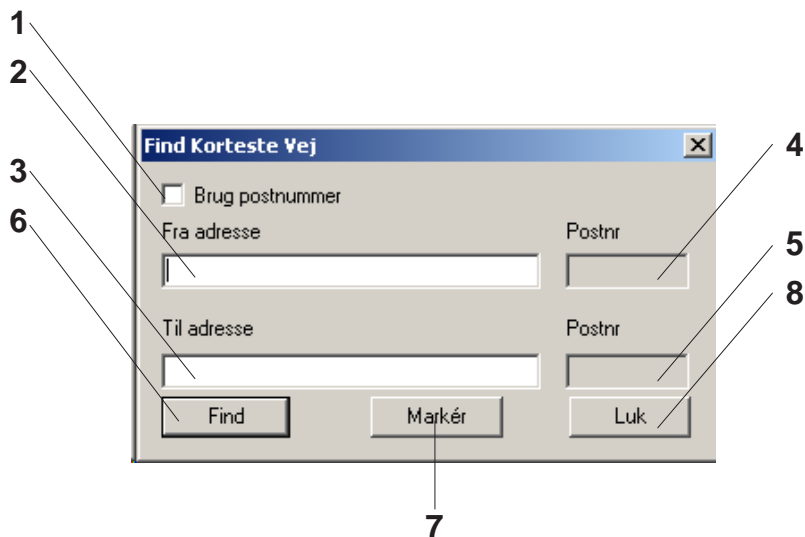 1
2
Find Korteste Vej
3
4
Brug postnummer
6
Fra adresse Postnr
5
8
Til adresse Postnr
Find Markér Luk
7